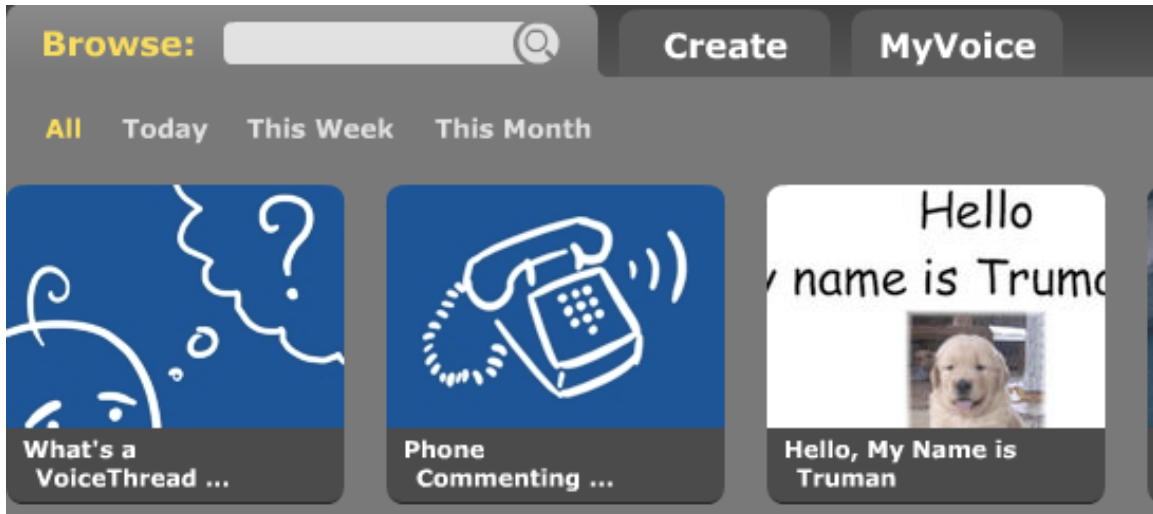 Browse:
Create
MyVoice
All
Today
This Week
This Month
?
Hello
name is
What's a
VoiceThread ...
Phone
Commenting ...
Hello, My Name is
Truman